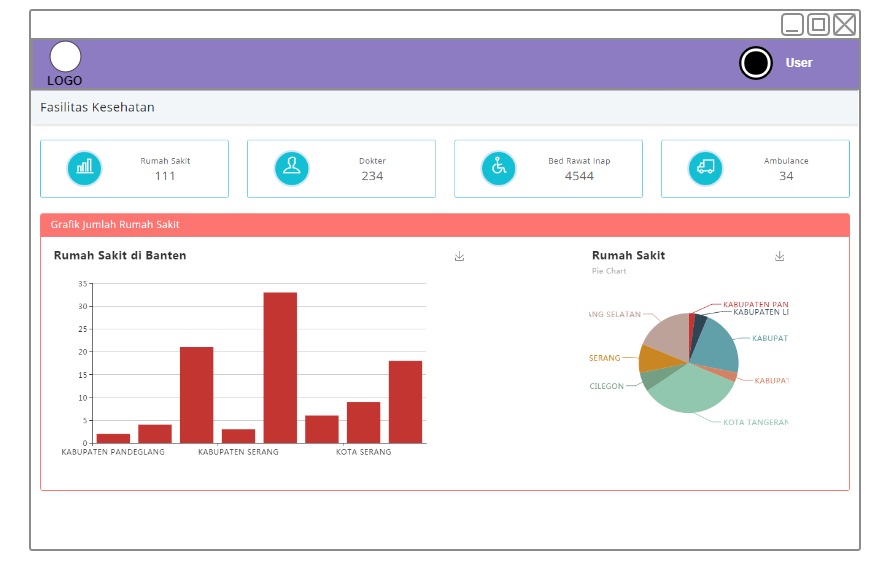 LOGO
User
Fasilitas Kesehatan
Rumah Sakit
111
Dokter
234
Bed Rawat Inap
4544
Ambulance
34
Grafik Jumlah Rumah Sakit
Rumah Sakit di Banten
35
30
25
20
15
10
5
0
KABUPATEN PANDEGLANG
KABUPATEN SERANG
KOTA SERANG
Rumah Sakit
Pie Chart
KABUPATEN PAN
KABUPATEN LI
ANG SELATAN
KABUPAT
SERANG
KABUPAT
CILEGON
KOTA TANGERAN